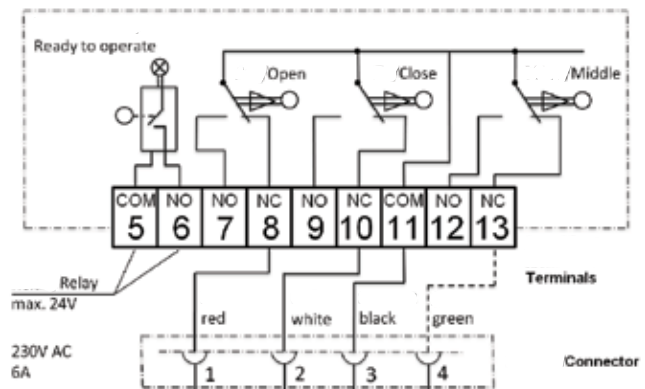 Ready to operate
/Open
/Close
/Middle
COM NO NO NC NO NC COM NO NC
5 6 7 8 9 10 11 12 13
Relay
max. 24V
Terminals
red white black green
230V AC
6A
1 2 3 4
Connector